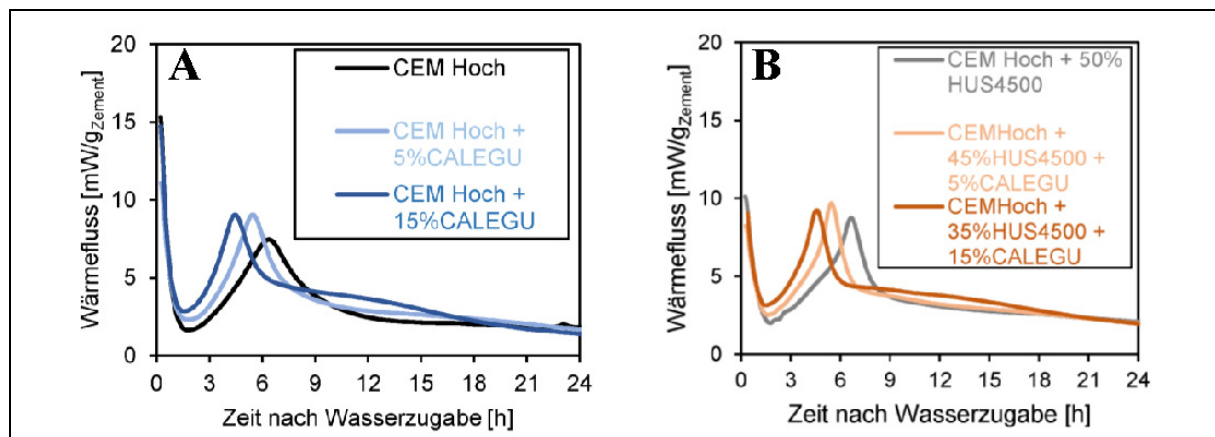 A
CEM Hoch
CEM Hoch +
5%CALEGU
CEM Hoch +
15%CALEGU
Wärmefluss [mW/gZement]
20
15
10
5
0
0 3 6 9 12 15 18 21 24
Zeit nach Wasserzugabe [h]
B
CEM Hoch + 50%
HUS4500
CEMHoch +
45%HUS4500 +
5%CALEGU
CEMHoch +
35%HUS4500 +
15%CALEGU
Wärmefluss [mW/gZement]
20
15
10
5
0
0 3 6 9 12 15 18 21 24
Zeit nach Wasserzugabe [h]